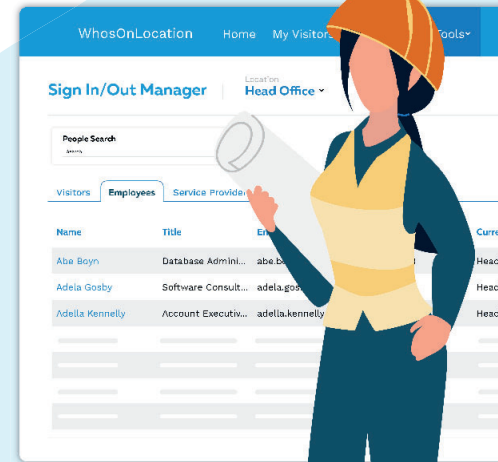 WhosOnLocation Home My Visitors Tools
Location
Sign In/Out Manager Head Office
People Search
Visitors Employees Service Provider
Name Title Curre
Abe Boyn Database Admini... abe.b Head
Adela Gosby Software Consult... adela.gos Head
Adella Kennelly Account Executiv... adella.kennelly Head